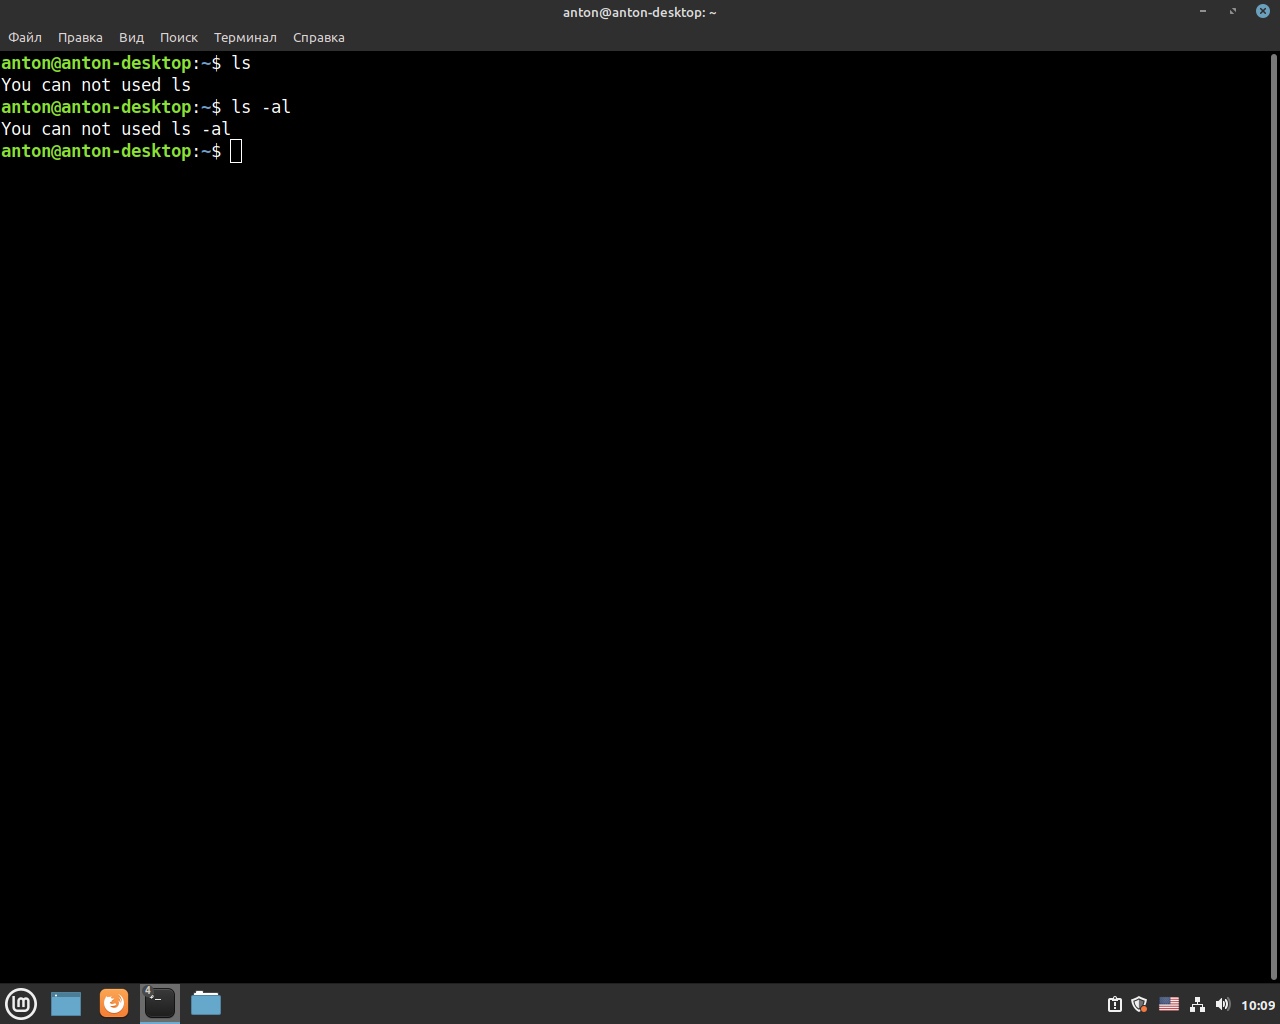 anton@anton-desktop: ~
Файл Правка Вид Поиск Терминал Справка
anton@anton-desktop:~$ ls
You can not used ls
anton@anton-desktop:~$ ls -al
You can not used ls -al
anton@anton-desktop:~$
4
10:09